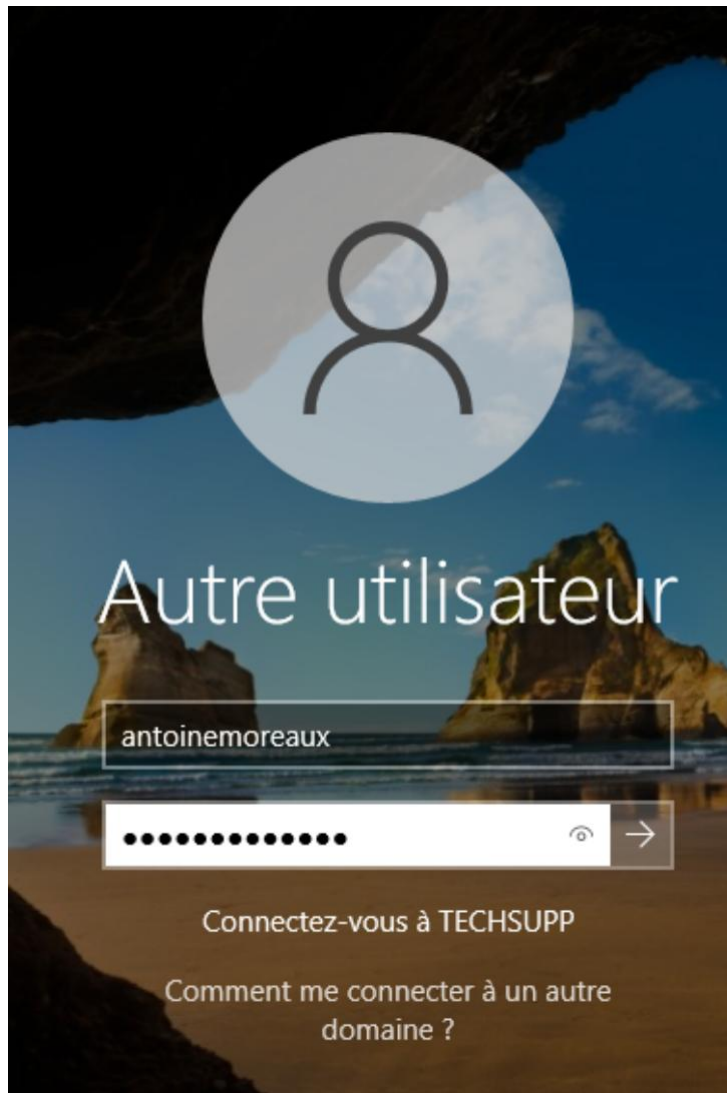 Autre utilisateur
antoinemoreaux
●●●●●●●●●●●●●
Connectez-vous à TECHSUPP
Comment me connecter à un autre
domaine ?